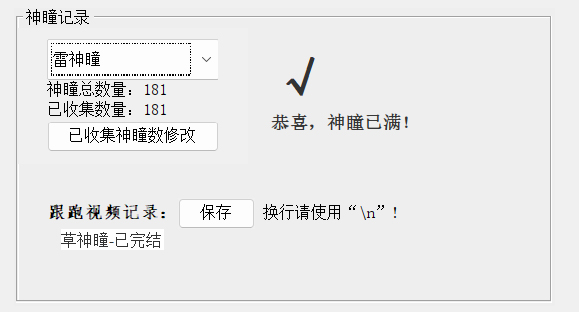 神瞳记录
雷神瞳
神瞳总数量：181
已收集数量：181
已收集神瞳数修改
√
恭喜，神瞳已满！
跟跑视频记录： 保存 换行请使用“\n”！
草神瞳-已完结